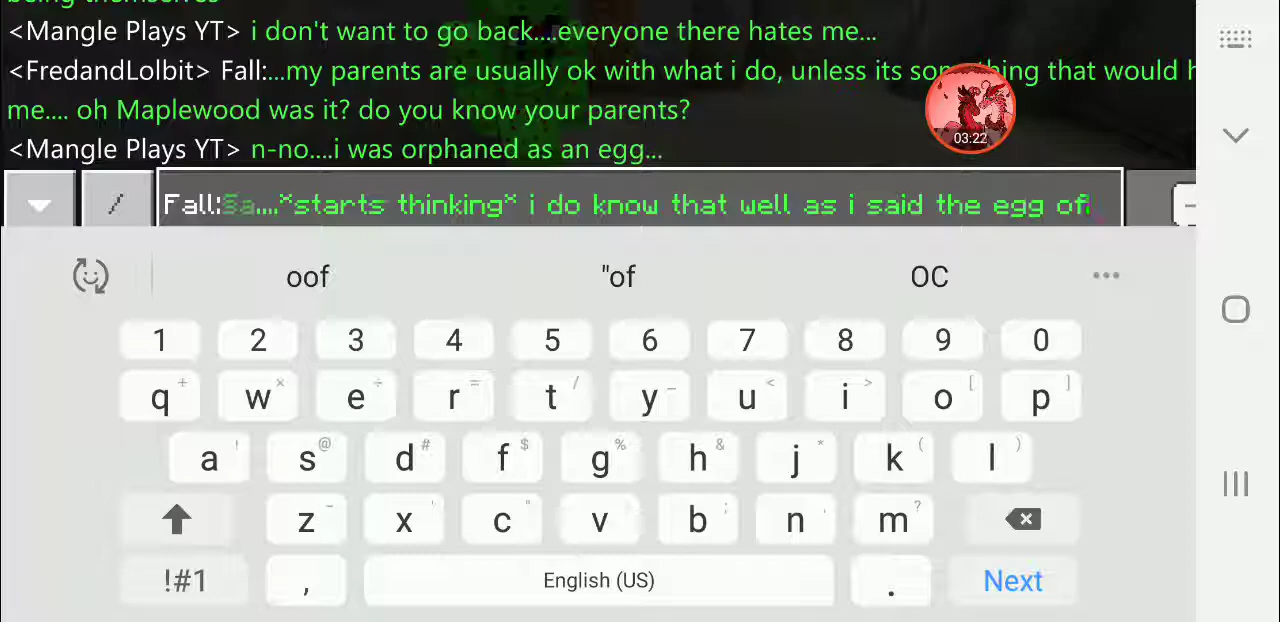 being themselves
<Mangle Plays YT> i don't want to go back....everyone there hates me...
<FredandLolbit> Fall:...my parents are usually ok with what i do, unless its something that would h
me.... oh Maplewood was it? do you know your parents?
03:22
<Mangle Plays YT> n-no....i was orphaned as an egg...
/ Fall:Sa....*starts thinking* i do know that well as i said the egg of
oof "of OC
1 2 3 4 5 6 7 8 9 0
q + w × e ÷ r = t / y _ u < i > o [ p ]
a ! s @ d # f $ g % h & j * k ( l )
z - x ' c " v b ; n , m ?
!#1 , English (US) . Next